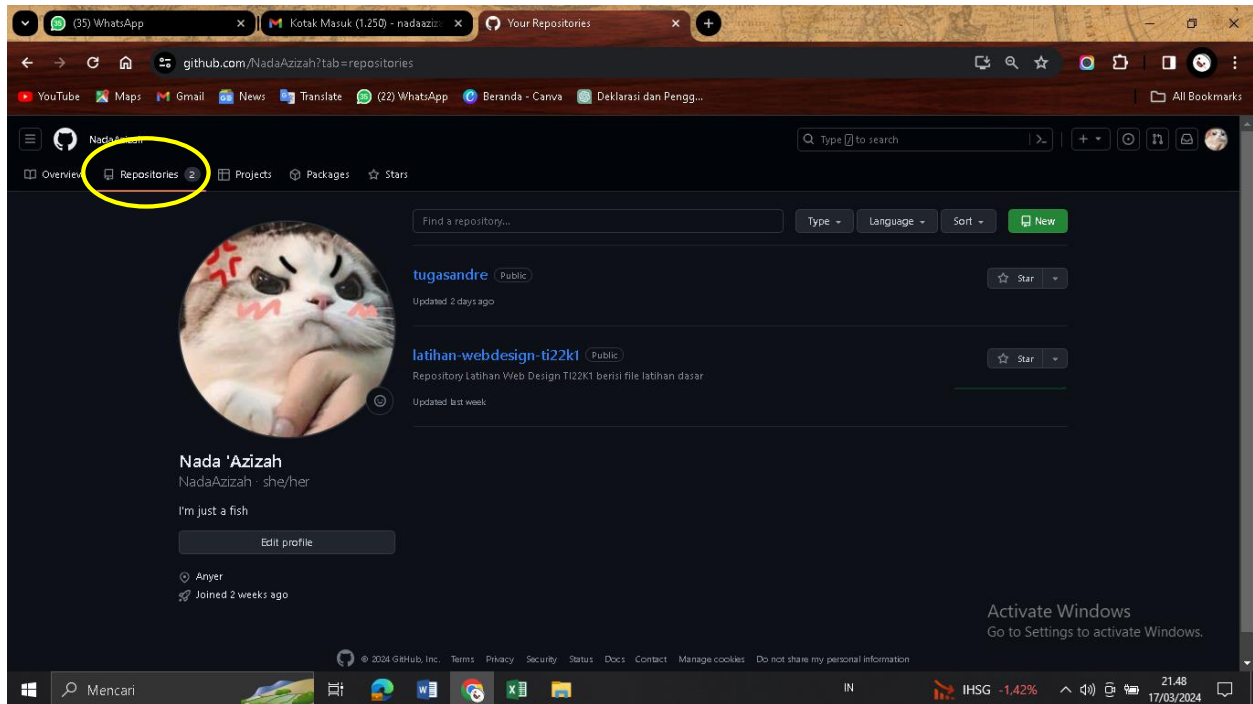 (35) WhatsApp
Kotak Masuk (1.250) - nadaaziz
Your Repositories
github.com/NadaAzizah?tab=repositories
YouTube Maps Gmail News Translate (22) WhatsApp Beranda - Canva Deklarasi dan Pengg... All Bookmarks
NadaAzizah
Type / to search
Overview Repositories 2 Projects Packages Stars
Find a repository...
Type Language Sort New
tugasandre Public
Star
Updated 2 days ago
latihan-webdesign-ti22k1 Public
Star
Repository Latihan Web Design TI22K1 berisi file latihan dasar
Updated last week
Nada 'Azizah
NadaAzizah · she/her
I'm just a fish
Edit profile
Anyer
Joined 2 weeks ago
Activate Windows
Go to Settings to activate Windows.
© 2024 GitHub, Inc. Terms Privacy Security Status Docs Contact Manage cookies Do not share my personal information
Mencari
IN
IHSG -1,42%
21.48
17/03/2024